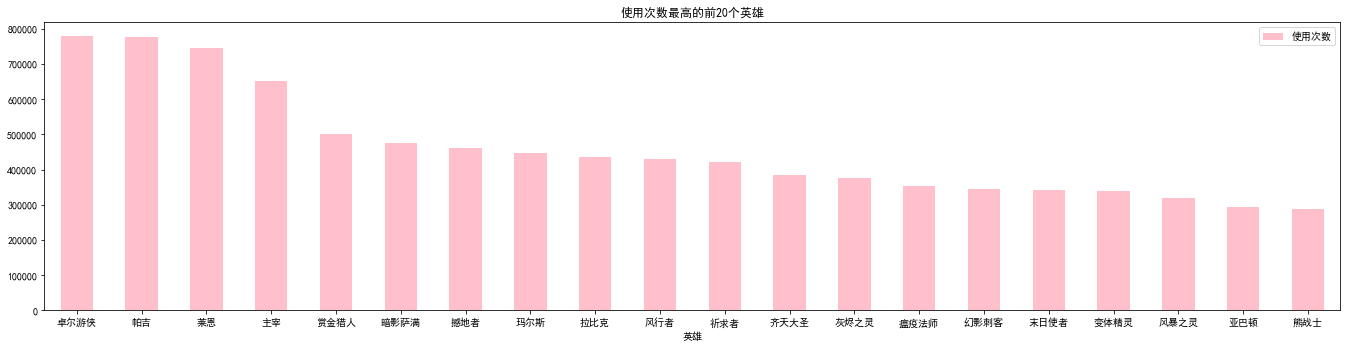 使用次数最高的前20个英雄
使用次数
800000
700000
600000
500000
400000
300000
200000
100000
0
卓尔游侠 帕吉 莱恩 主宰 赏金猎人 暗影萨满 撼地者 玛尔斯 拉比克 风行者 祈求者 齐天大圣 灰烬之灵 瘟疫法师 幻影刺客 末日使者 变体精灵 风暴之灵 亚巴顿 熊战士
英雄